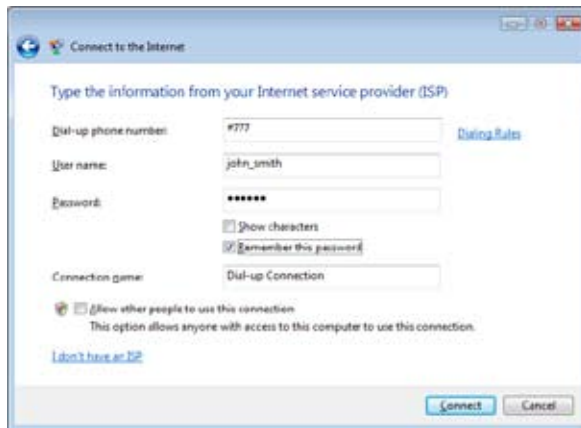 Connect to the Internet
Type the information from your Internet service provider (ISP)
Dial-up phone number: #777 Dialing Rules
User name: john_smith
Password: ●●●●●●
Show characters
Remember this password
Connection name: Dial-up Connection
Allow other people to use this connection
This option allows anyone with access to this computer to use this connection.
I don't have an ISP
Connect Cancel